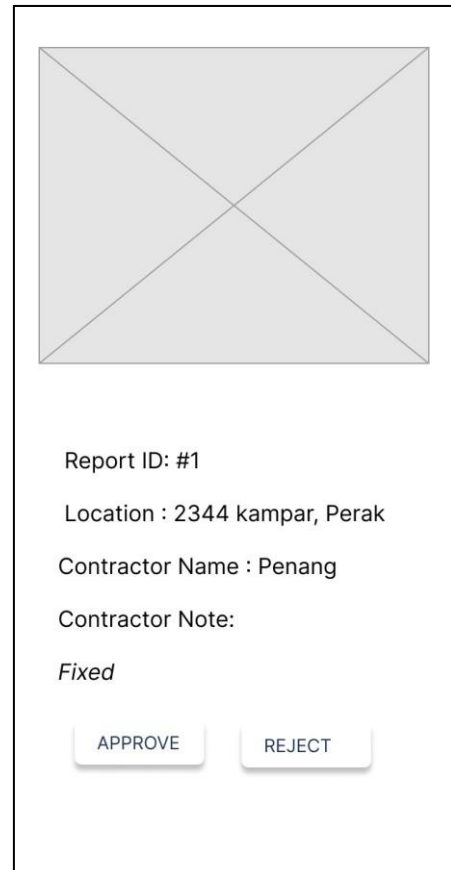 Report ID: #1
Location : 2344 kampar, Perak
Contractor Name : Penang
Contractor Note:
Fixed
APPROVE REJECT